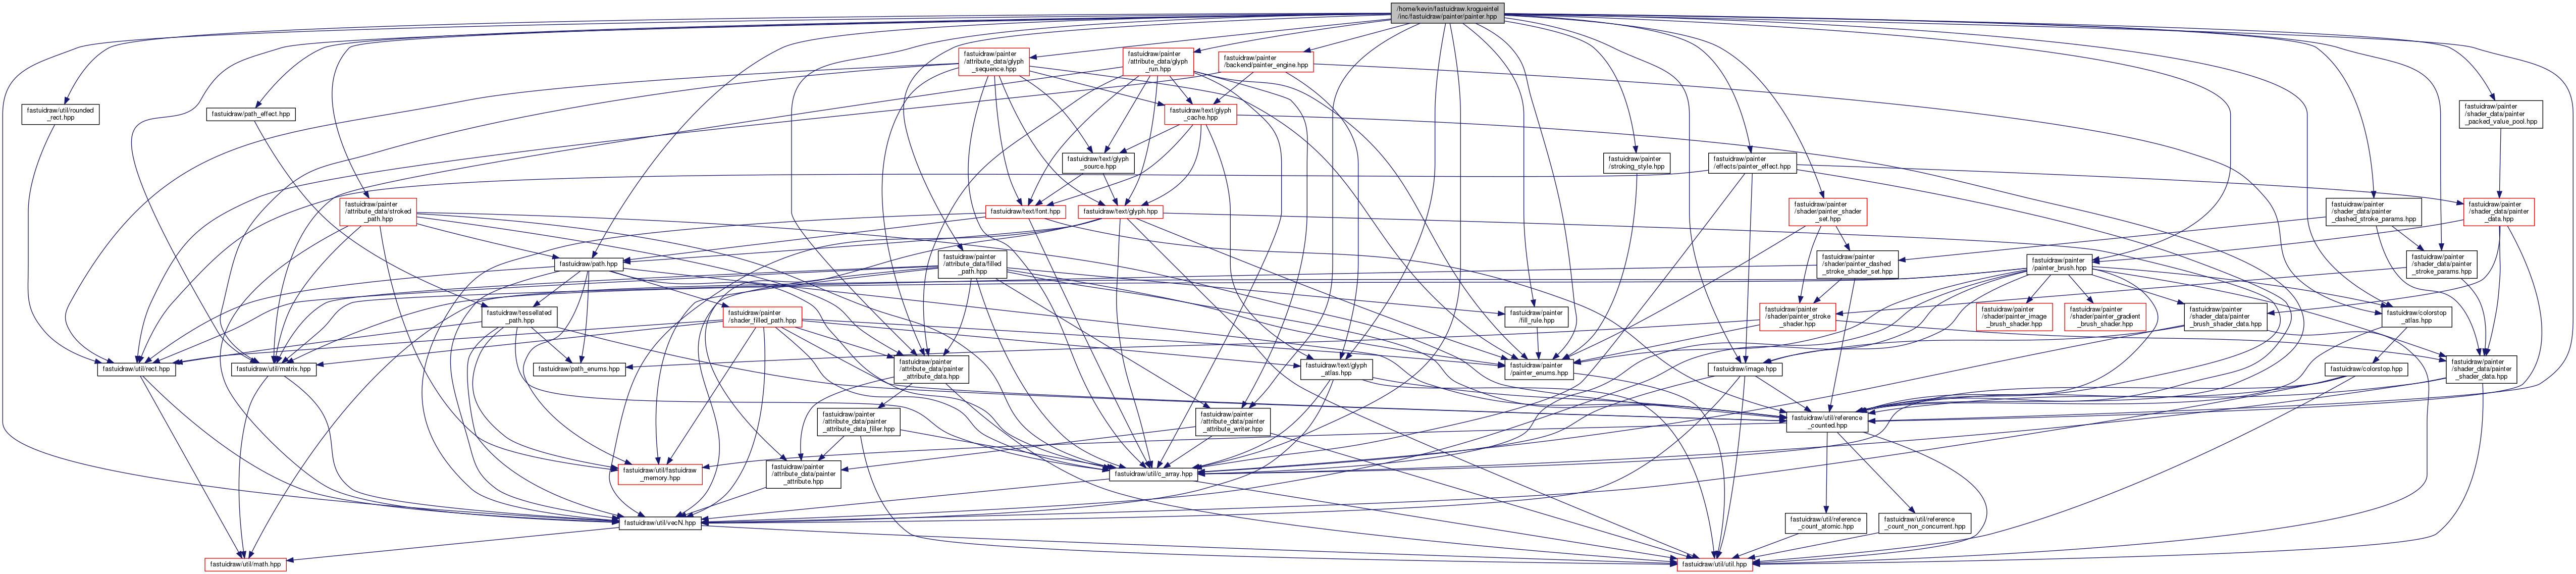 /home/kevin/fastuidraw.krogueintel
/inc/fastuidraw/painter/painter.hpp
fastuidraw/painter
/attribute_data/glyph
_sequence.hpp
fastuidraw/painter
/attribute_data/glyph
_run.hpp
fastuidraw/painter
/backend/painter_engine.hpp
fastuidraw/util/rounded
_rect.hpp
fastuidraw/path_effect.hpp
fastuidraw/text/glyph
_cache.hpp
fastuidraw/painter
/shader_data/painter
_packed_value_pool.hpp
fastuidraw/text/glyph
_source.hpp
fastuidraw/painter
/stroking_style.hpp
fastuidraw/painter
/effects/painter_effect.hpp
fastuidraw/painter
/attribute_data/stroked
_path.hpp
fastuidraw/text/font.hpp
fastuidraw/text/glyph.hpp
fastuidraw/painter
/shader/painter_shader
_set.hpp
fastuidraw/painter
/shader_data/painter
_dashed_stroke_params.hpp
fastuidraw/painter
/shader_data/painter
_data.hpp
fastuidraw/path.hpp
fastuidraw/painter
/attribute_data/filled
_path.hpp
fastuidraw/painter
/shader/painter_dashed
_stroke_shader_set.hpp
fastuidraw/painter
/painter_brush.hpp
fastuidraw/painter
/shader_data/painter
_stroke_params.hpp
fastuidraw/tessellated
_path.hpp
fastuidraw/painter
/shader_filled_path.hpp
fastuidraw/painter
/fill_rule.hpp
fastuidraw/painter
/shader/painter_stroke
_shader.hpp
fastuidraw/painter
/shader/painter_image
_brush_shader.hpp
fastuidraw/painter
/shader/painter_gradient
_brush_shader.hpp
fastuidraw/painter
/shader_data/painter
_brush_shader_data.hpp
fastuidraw/colorstop
_atlas.hpp
fastuidraw/util/rect.hpp
fastuidraw/util/matrix.hpp
fastuidraw/path_enums.hpp
fastuidraw/painter
/attribute_data/painter
_attribute_data.hpp
fastuidraw/text/glyph
_atlas.hpp
fastuidraw/painter
/painter_enums.hpp
fastuidraw/image.hpp
fastuidraw/colorstop.hpp
fastuidraw/painter
/shader_data/painter
_shader_data.hpp
fastuidraw/painter
/attribute_data/painter
_attribute_data_filler.hpp
fastuidraw/painter
/attribute_data/painter
_attribute_writer.hpp
fastuidraw/util/reference
_counted.hpp
fastuidraw/util/fastuidraw
_memory.hpp
fastuidraw/painter
/attribute_data/painter
_attribute.hpp
fastuidraw/util/c_array.hpp
fastuidraw/util/vecN.hpp
fastuidraw/util/reference
_count_atomic.hpp
fastuidraw/util/reference
_count_non_concurrent.hpp
fastuidraw/util/math.hpp
fastuidraw/util/util.hpp